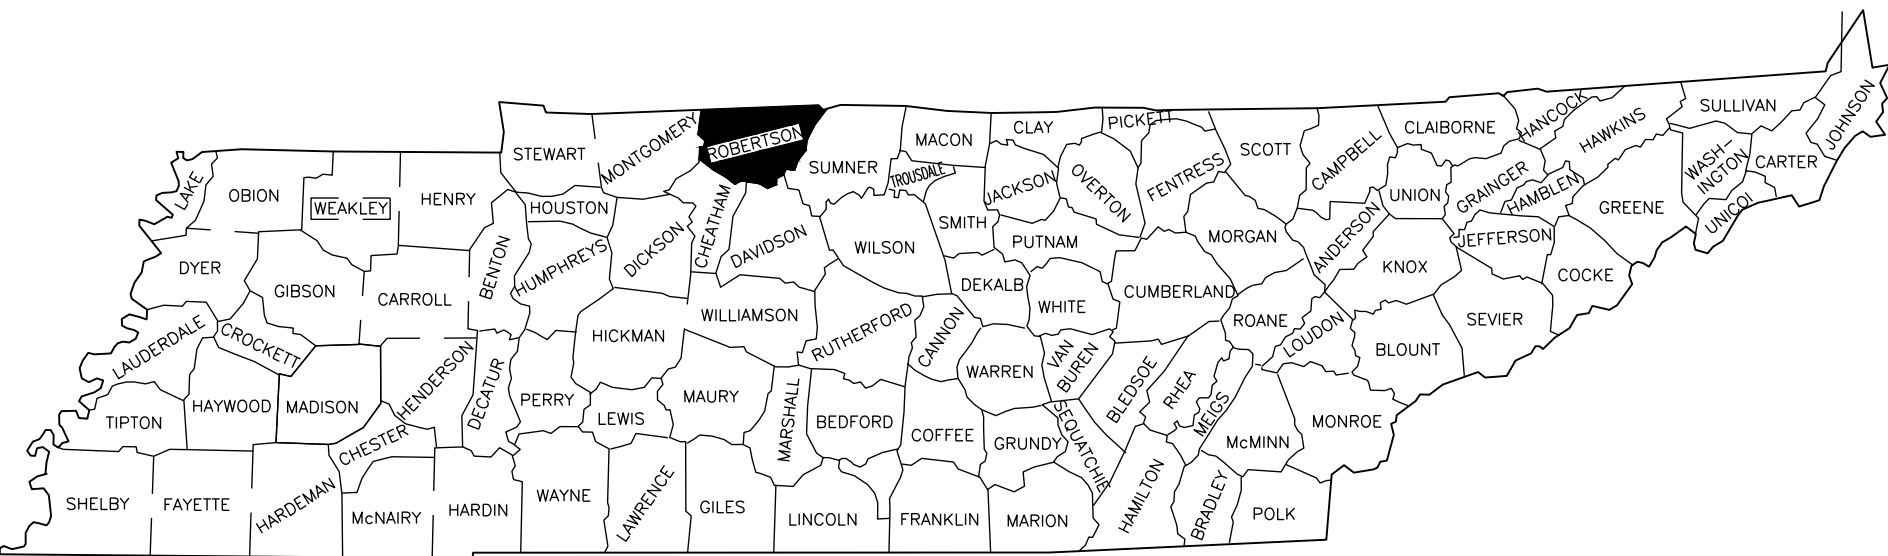 LAKE
OBION
WEAKLEY
HENRY
STEWART
MONTGOMERY
ROBERTSON
SUMNER
MACON
TROUSDALE
CLAY
PICKETT
JACKSON
OVERTON
FENTRESS
SCOTT
CAMPBELL
CLAIBORNE
HANCOCK
HAWKINS
SULLIVAN
JOHNSON
CARTER
WASH-
INGTON
UNICOI
GREENE
HAMBLEN
GRAINGER
UNION
ANDERSON
MORGAN
PUTNAM
SMITH
WILSON
DAVIDSON
CHEATHAM
DICKSON
HOUSTON
HUMPHREYS
BENTON
CARROLL
GIBSON
DYER
LAUDERDALE
CROCKETT
HAYWOOD
MADISON
HENDERSON
DECATUR
PERRY
HICKMAN
LEWIS
WILLIAMSON
MAURY
RUTHERFORD
CANNON
DEKALB
WHITE
CUMBERLAND
ROANE
LOUDON
KNOX
JEFFERSON
COCKE
SEVIER
BLOUNT
MONROE
McMINN
MEIGS
RHEA
BLEDSOE
VAN
BUREN
WARREN
COFFEE
BEDFORD
MARSHALL
GRUNDY
SEQUATCHIE
TIPTON
SHELBY
FAYETTE
HARDEMAN
CHESTER
McNAIRY
HARDIN
WAYNE
LAWRENCE
GILES
LINCOLN
FRANKLIN
MARION
HAMILTON
BRADLEY
POLK